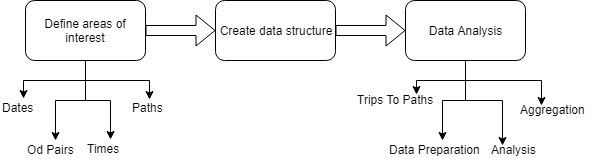 Define areas of
interest
Create data structure
Data Analysis
Dates
Paths
Od Pairs
Times
Trips To Paths
Aggregation
Data Preparation
Analysis